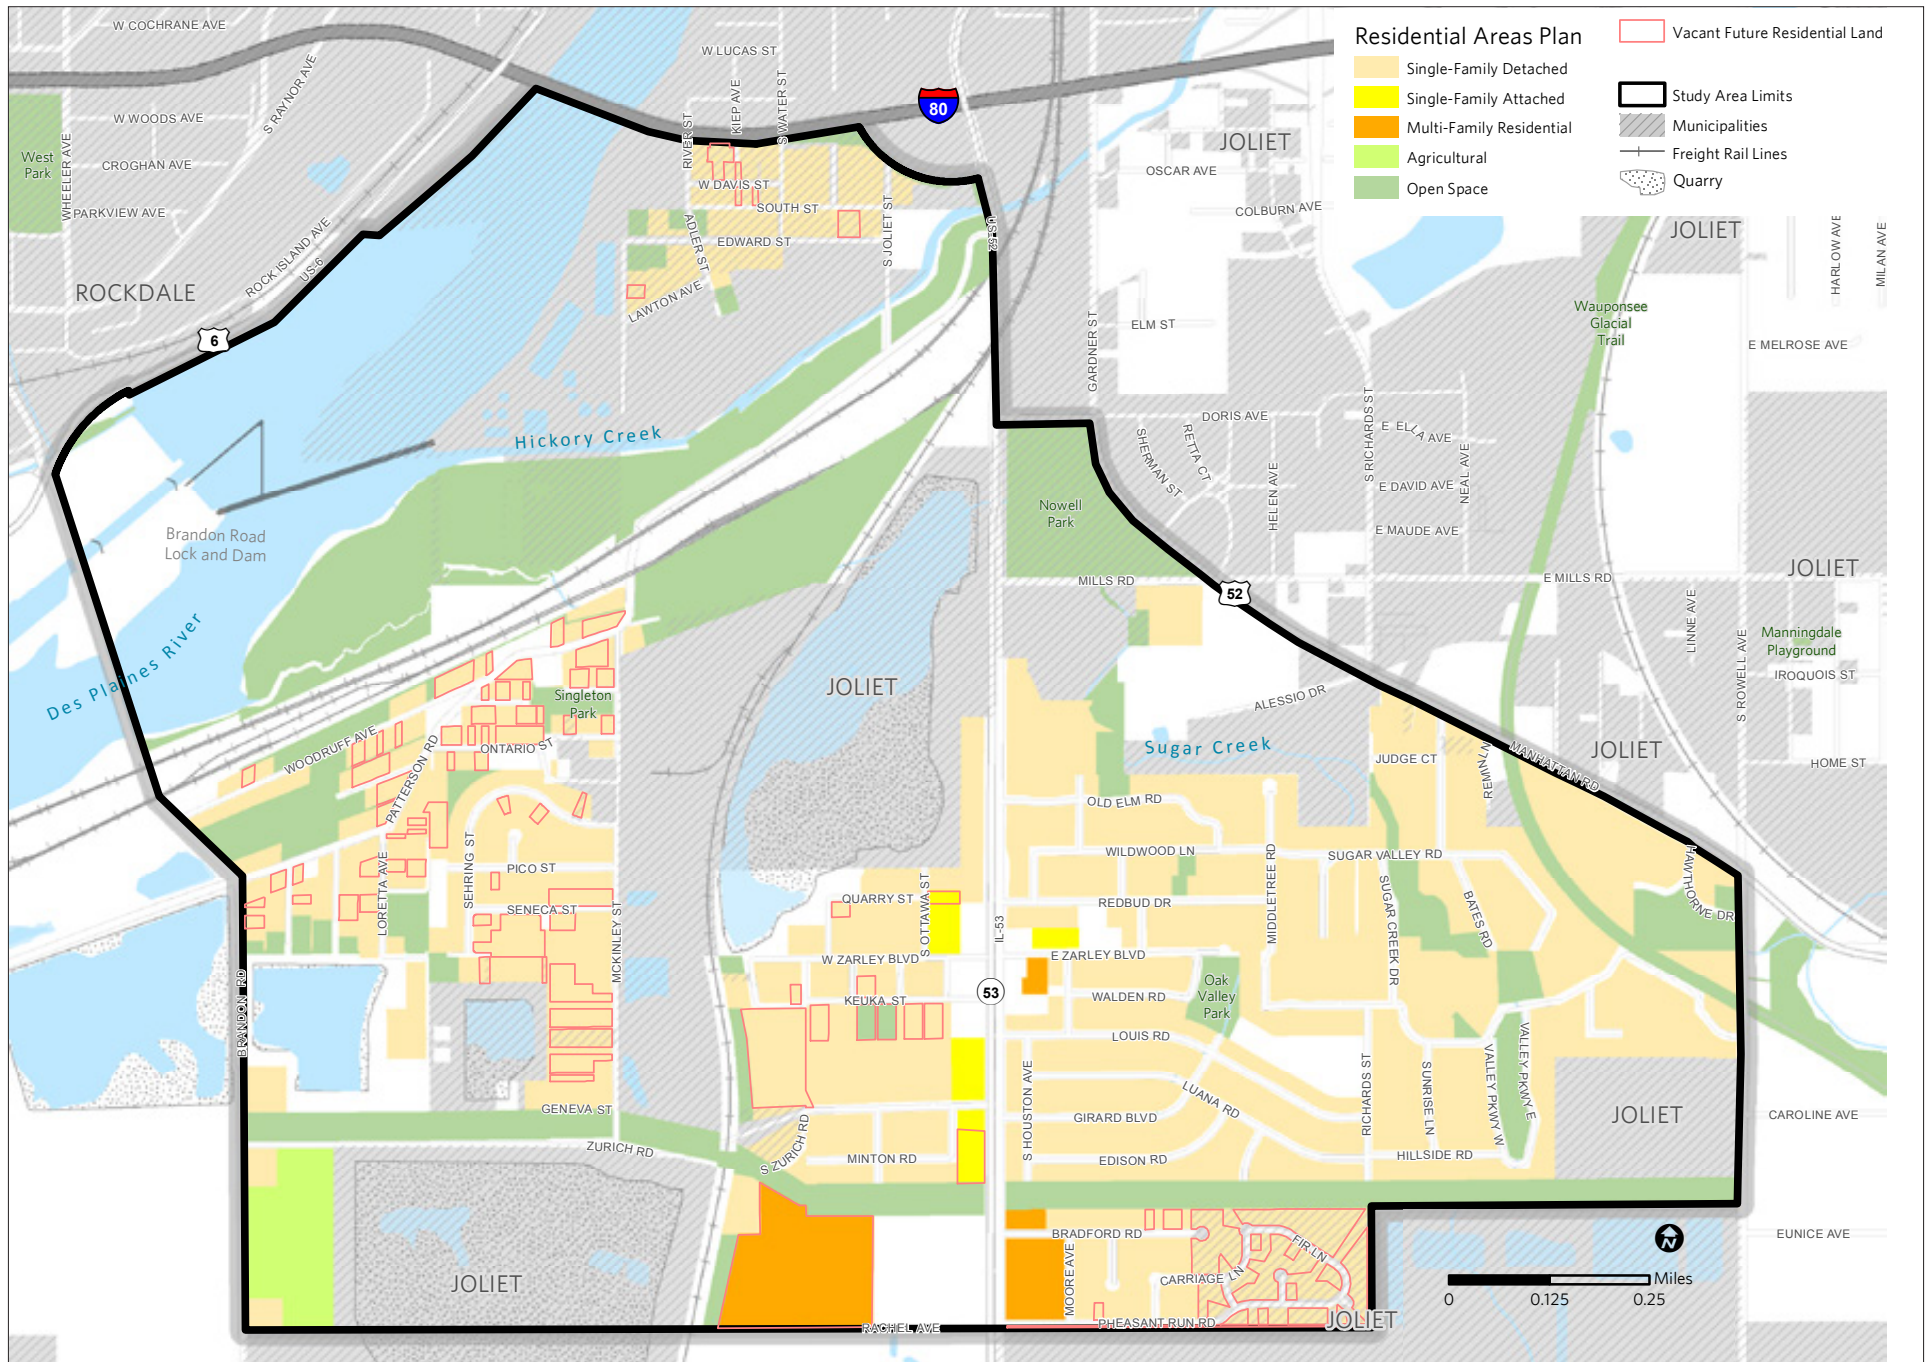 Residential Areas Plan
Single-Family Detached
Single-Family Attached
Multi-Family Residential
Agricultural
Open Space
Vacant Future Residential Land
Study Area Limits
Municipalities
Freight Rail Lines
Quarry
W COCHRANE AVE
W LUCAS ST
S RAYNOR AVE
KIEP AVE
S WATER ST
80
W WOODS AVE
RIVER ST
JOLIET
West
Park
WHEELER AVE
CROGHAN AVE
OSCAR AVE
W DAVIS ST
PARKVIEW AVE
SOUTH ST
COLBURN AVE
ROCK ISLAND AVE
US-6
ADLER ST
EDWARD ST
S JOLIET ST
US-52
JOLIET
HARLOW AVE
MILAN AVE
ROCKDALE
LAWTON AVE
Wauponsee
Glacial
Trail
6
GARDNER ST
ELM ST
E MELROSE AVE
Hickory Creek
DORIS AVE
S RICHARDS ST
E ELLA AVE
SHERMAN ST
RETTA CT
HELEN AVE
E DAVID AVE
NEAL AVE
Nowell
Park
E MAUDE AVE
Brandon Road
Lock and Dam
MILLS RD
E MILLS RD
JOLIET
52
LINNE AVE
Manningdale
Playground
S ROWELL AVE
Des Plaines River
IROQUOIS ST
JOLIET
Singleton
Park
ALESSIO DR
WOODRUFF AVE
PATTERSON RD
ONTARIO ST
Sugar Creek
JUDGE CT
NEMWIN LN
MANHATTAN RD
JOLIET
HOME ST
OLD ELM RD
SEHRING ST
PICO ST
WILDWOOD LN
MIDDLETREE RD
SUGAR VALLEY RD
HAWTHORNE DR
LORETTA AVE
QUARRY ST
S OTTAWA ST
REDBUD DR
SUGAR CREEK DR
BATES RD
SENECA ST
MCKINLEY ST
IL-53
W ZARLEY BLVD
E ZARLEY BLVD
BRANDON RD
53
Oak
Valley
Park
KEUKA ST
WALDEN RD
LOUIS RD
VALLEY PKWY E
VALLEY PKWY W
SUNRISE LN
RICHARDS ST
S HOUSTON AVE
LUANA RD
GENEVA ST
GIRARD BLVD
JOLIET
CAROLINE AVE
ZURICH RD
S ZURICH RD
MINTON RD
EDISON RD
HILLSIDE RD
BRADFORD RD
FIR LN
EUNICE AVE
MOORE AVE
CARRIAGE LN
JOLIET
N
Miles
0
0.125
0.25
RACHEL AVE
PHEASANT RUN RD
JOLIET